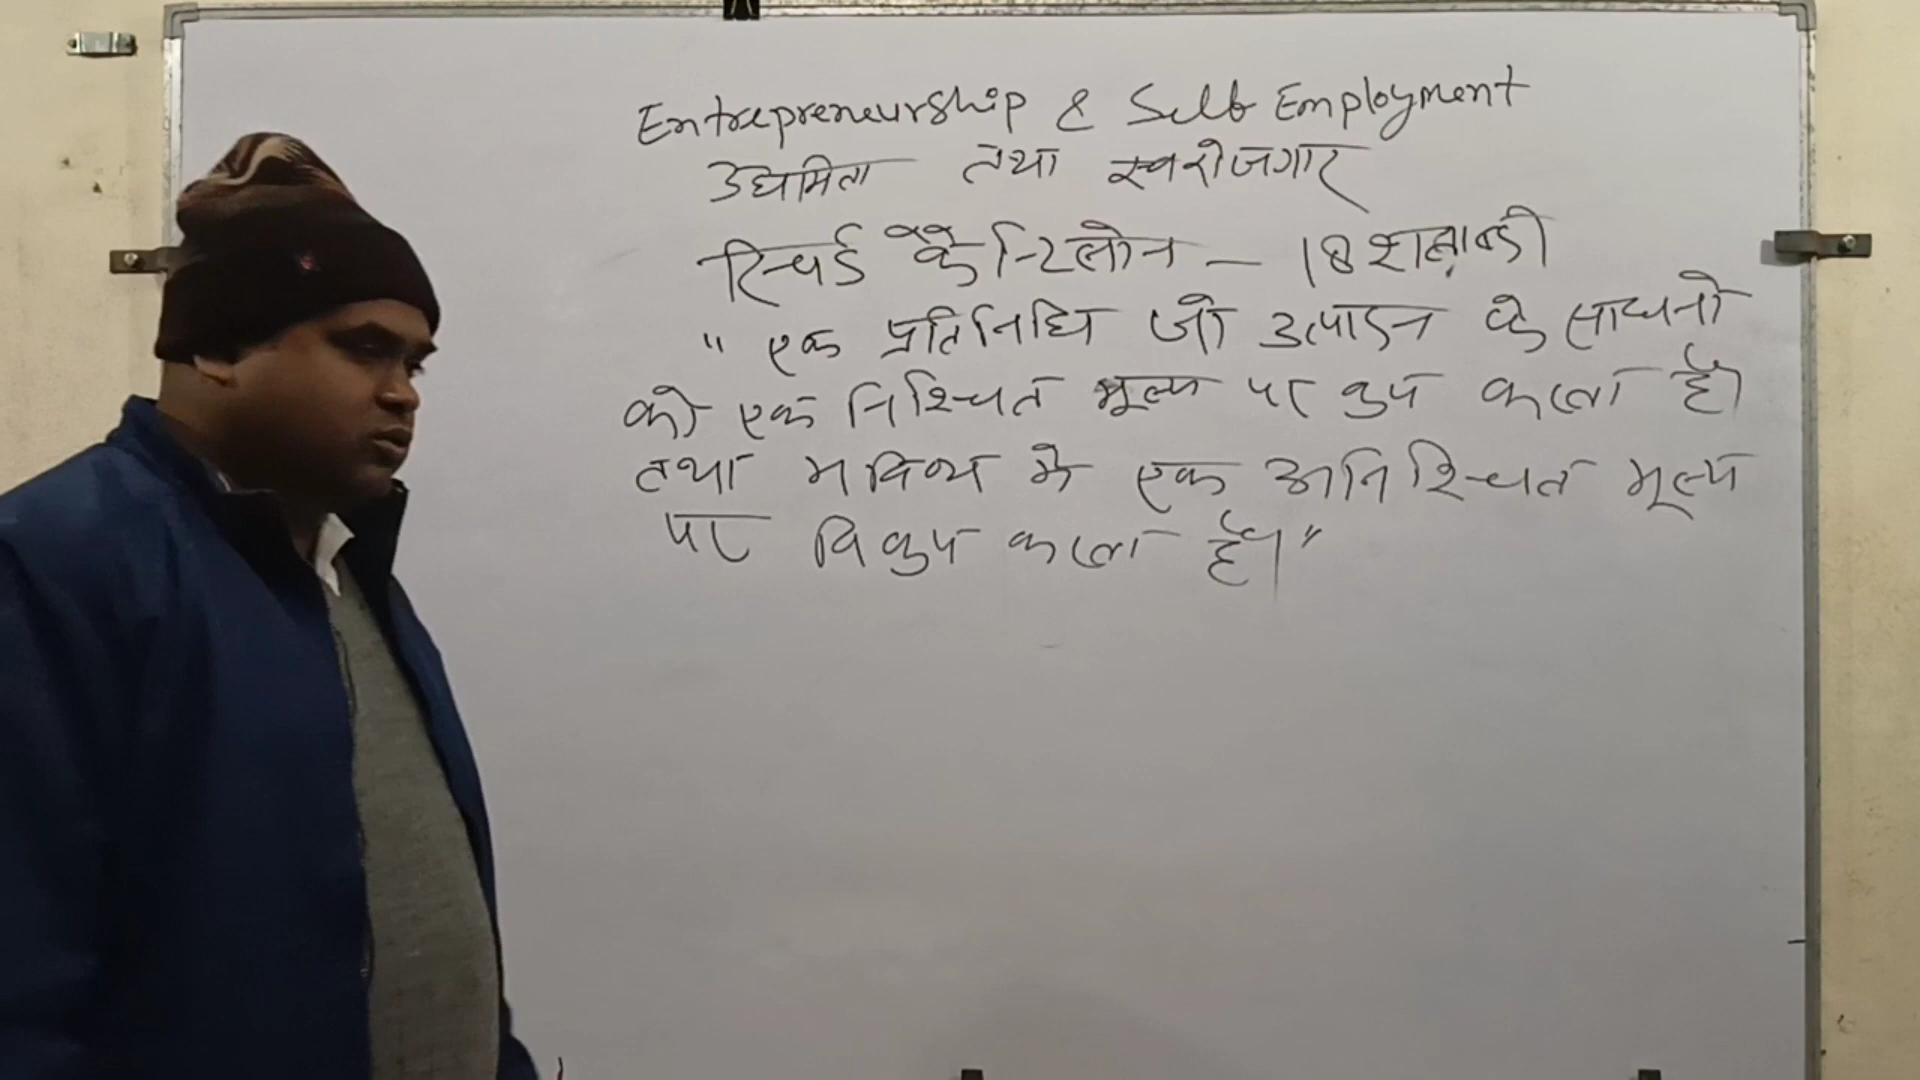 Entrepreneurship & Self Employment
उद्यमिता तथा स्वरोजगार
रिचर्ड कैन्टिलोन – 18 शताब्दी
"एक प्रतिनिधि जो उत्पादन के साधनो
को एक निश्चित मूल्य पर क्रय करता है
तथा भविष्य मे एक अनिश्चित मूल्य
पर विक्रय करता है।"